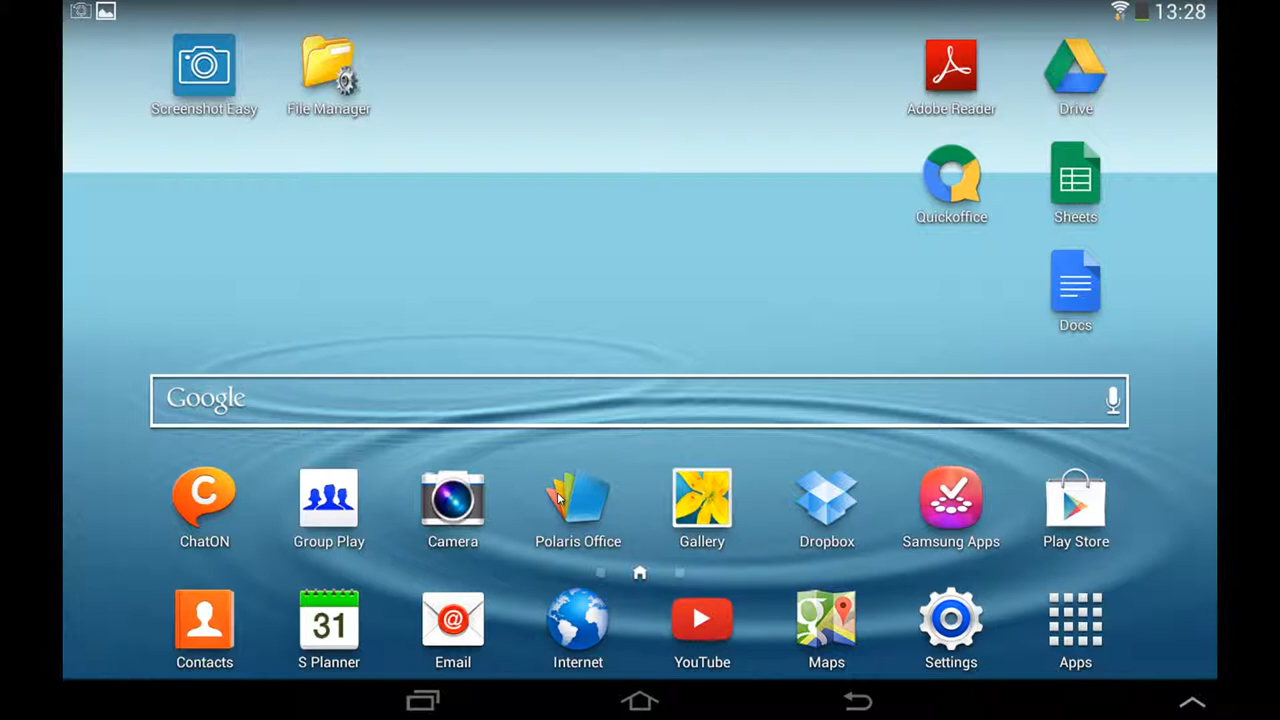 13:28
Screenshot Easy
File Manager
Adobe Reader
Drive
Quickoffice
Sheets
Docs
Google
C
ChatON
Group Play
Camera
Polaris Office
Gallery
Dropbox
Samsung Apps
Play Store
31
@
g
Contacts
S Planner
Email
Internet
YouTube
Maps
Settings
Apps